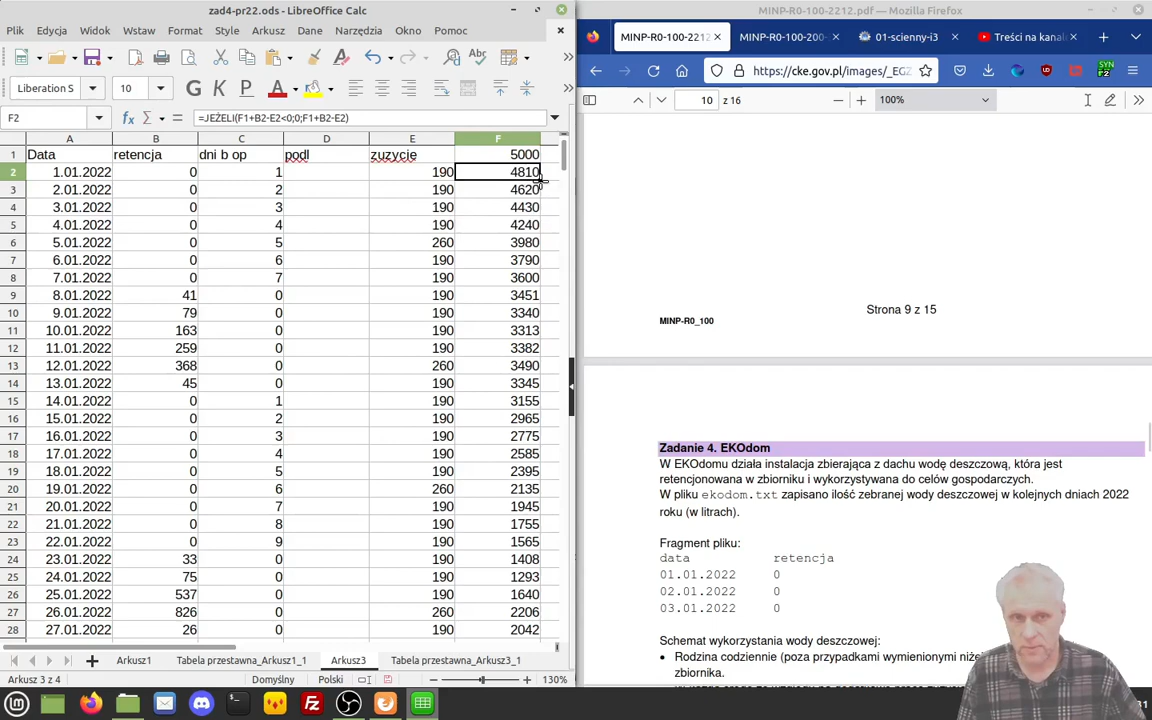 zad4-pr22.ods - LibreOffice Calc
Plik Edycja Widok Wstaw Format Style Arkusz Dane Narzędzia Okno Pomoc
Liberation S 10 G K P
F2 =JEŻELI(F1+B2-E2<0;0;F1+B2-E2)
A B C D E F
1 Data retencja dni b op podl zuzycie 5000
2 1.01.2022 0 1 190 4810
3 2.01.2022 0 2 190 4620
4 3.01.2022 0 3 190 4430
5 4.01.2022 0 4 190 4240
6 5.01.2022 0 5 260 3980
7 6.01.2022 0 6 190 3790
8 7.01.2022 0 7 190 3600
9 8.01.2022 41 0 190 3451
10 9.01.2022 79 0 190 3340
11 10.01.2022 163 0 190 3313
12 11.01.2022 259 0 190 3382
13 12.01.2022 368 0 260 3490
14 13.01.2022 45 0 190 3345
15 14.01.2022 0 1 190 3155
16 15.01.2022 0 2 190 2965
17 16.01.2022 0 3 190 2775
18 17.01.2022 0 4 190 2585
19 18.01.2022 0 5 190 2395
20 19.01.2022 0 6 260 2135
21 20.01.2022 0 7 190 1945
22 21.01.2022 0 8 190 1755
23 22.01.2022 0 9 190 1565
24 23.01.2022 33 0 190 1408
25 24.01.2022 75 0 190 1293
26 25.01.2022 537 0 190 1640
27 26.01.2022 826 0 260 2206
28 27.01.2022 26 0 190 2042
Arkusz1 Tabela przestawna_Arkusz1_1 Arkusz3 Tabela przestawna_Arkusz3_1
Arkusz 3 z 4 Domyślny Polski 130%
MINP-R0-100-2212.pdf — Mozilla Firefox
MINP-R0-100-2212 MINP-R0-200- 01-scienny-i3 Treści na kanal
https://cke.gov.pl/images/_EGZ
10 z 16 100%
Strona 9 z 15
MINP-R0_100
Zadanie 4. EKOdom
W EKOdomu działa instalacja zbierająca z dachu wodę deszczową, która jest
retencjonowana w zbiorniku i wykorzystywana do celów gospodarczych.
W pliku ekodom.txt zapisano ilość zebranej wody deszczowej w kolejnych dniach 2022
roku (w litrach).
Fragment pliku:
data retencja
01.01.2022 0
02.01.2022 0
03.01.2022 0
Schemat wykorzystania wody deszczowej:
• Rodzina codziennie (poza przypadkami wymienionymi niże
zbiornika.